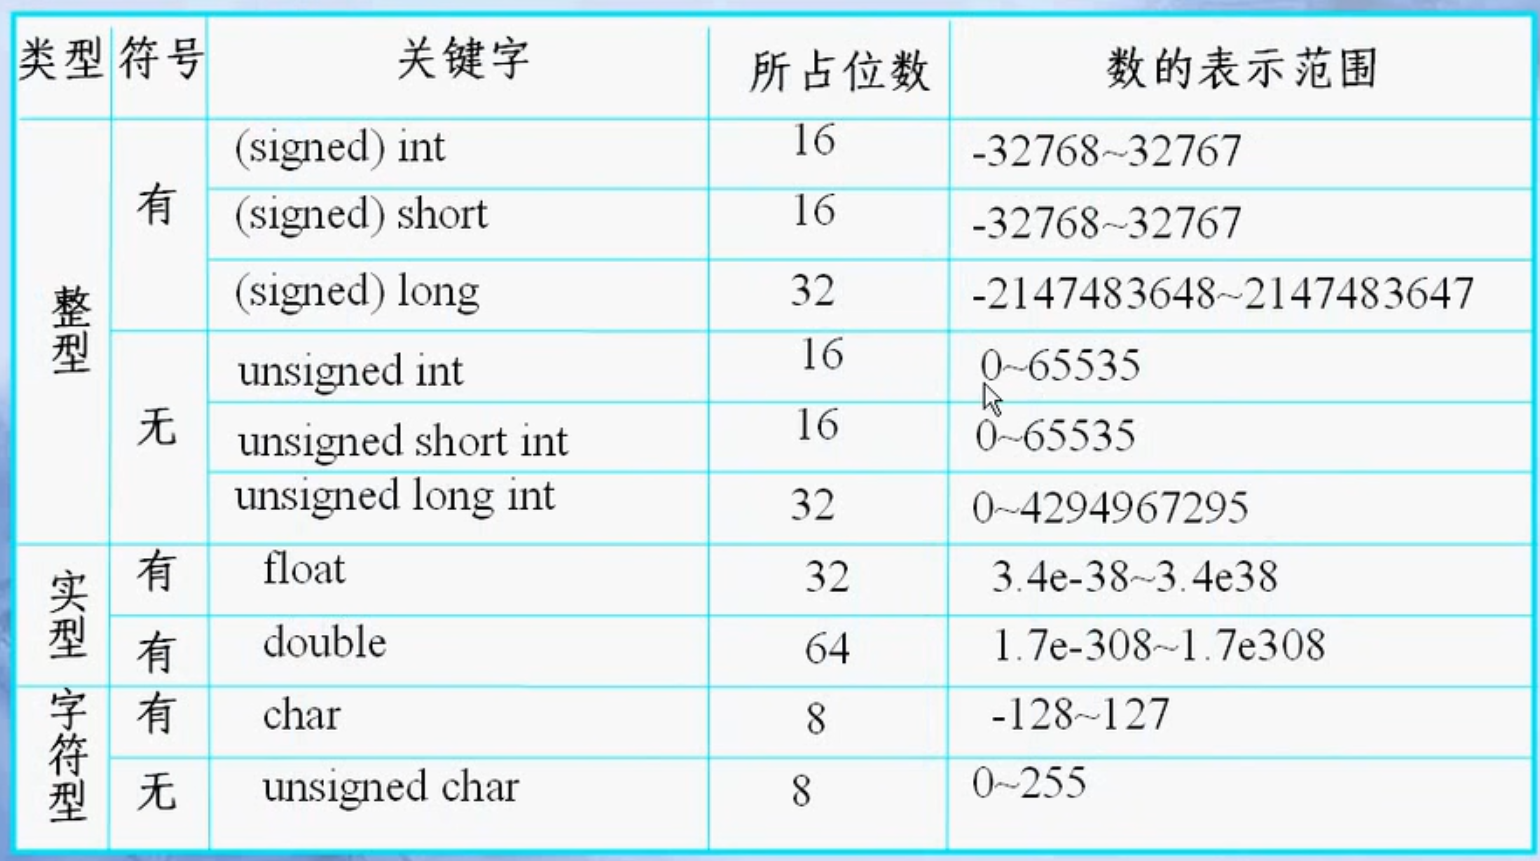 类型 符号 关键字 所占位数 数的表示范围
整型 有 (signed) int 16 -32768~32767
(signed) short 16 -32768~32767
(signed) long 32 -2147483648~2147483647
无 unsigned int 16 0~65535
unsigned short int 16 0~65535
unsigned long int 32 0~4294967295
实型 有 float 32 3.4e-38~3.4e38
有 double 64 1.7e-308~1.7e308
字符型 有 char 8 -128~127
无 unsigned char 8 0~255